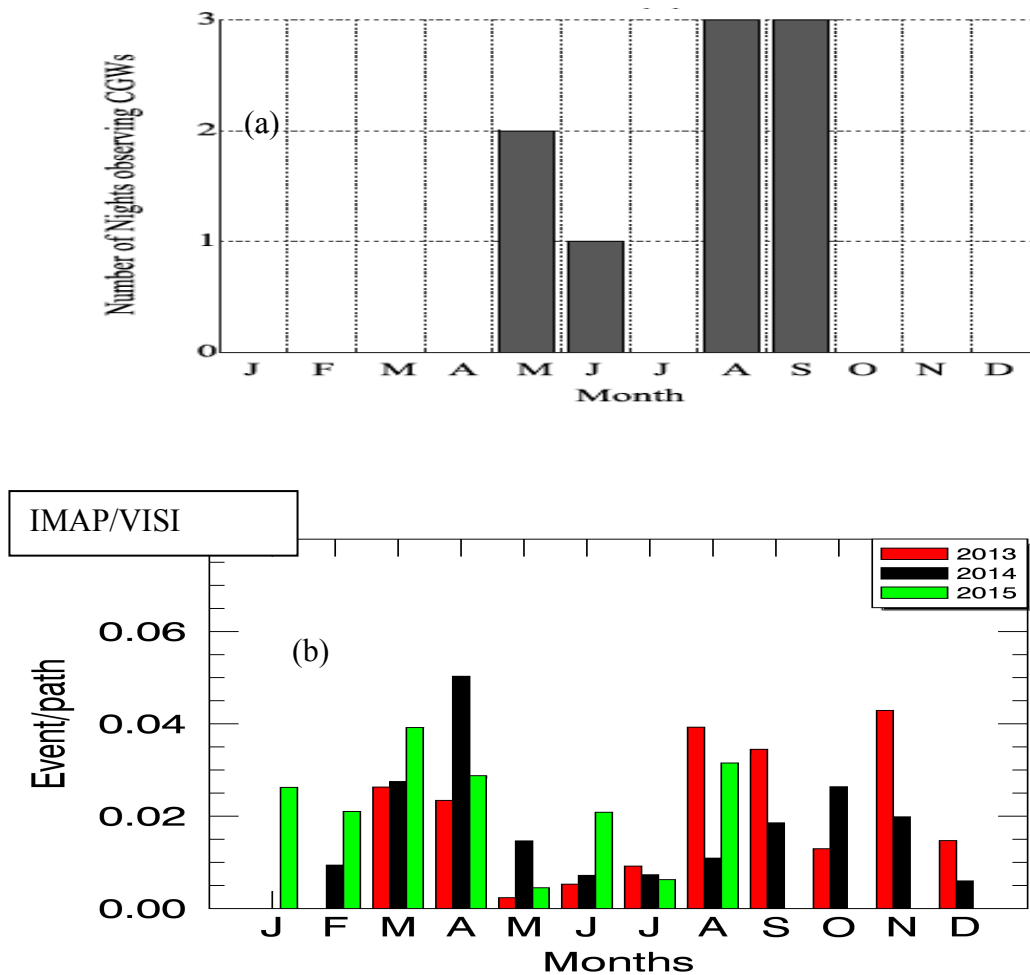 Number of Nights observing CGWs
3
(a)
2
1
0
J F M A M J J A S O N D
Month
IMAP/VISI
2013
2014
2015
(b)
Event/path
0.06
0.04
0.02
0.00
J F M A M J J A S O N D
Months